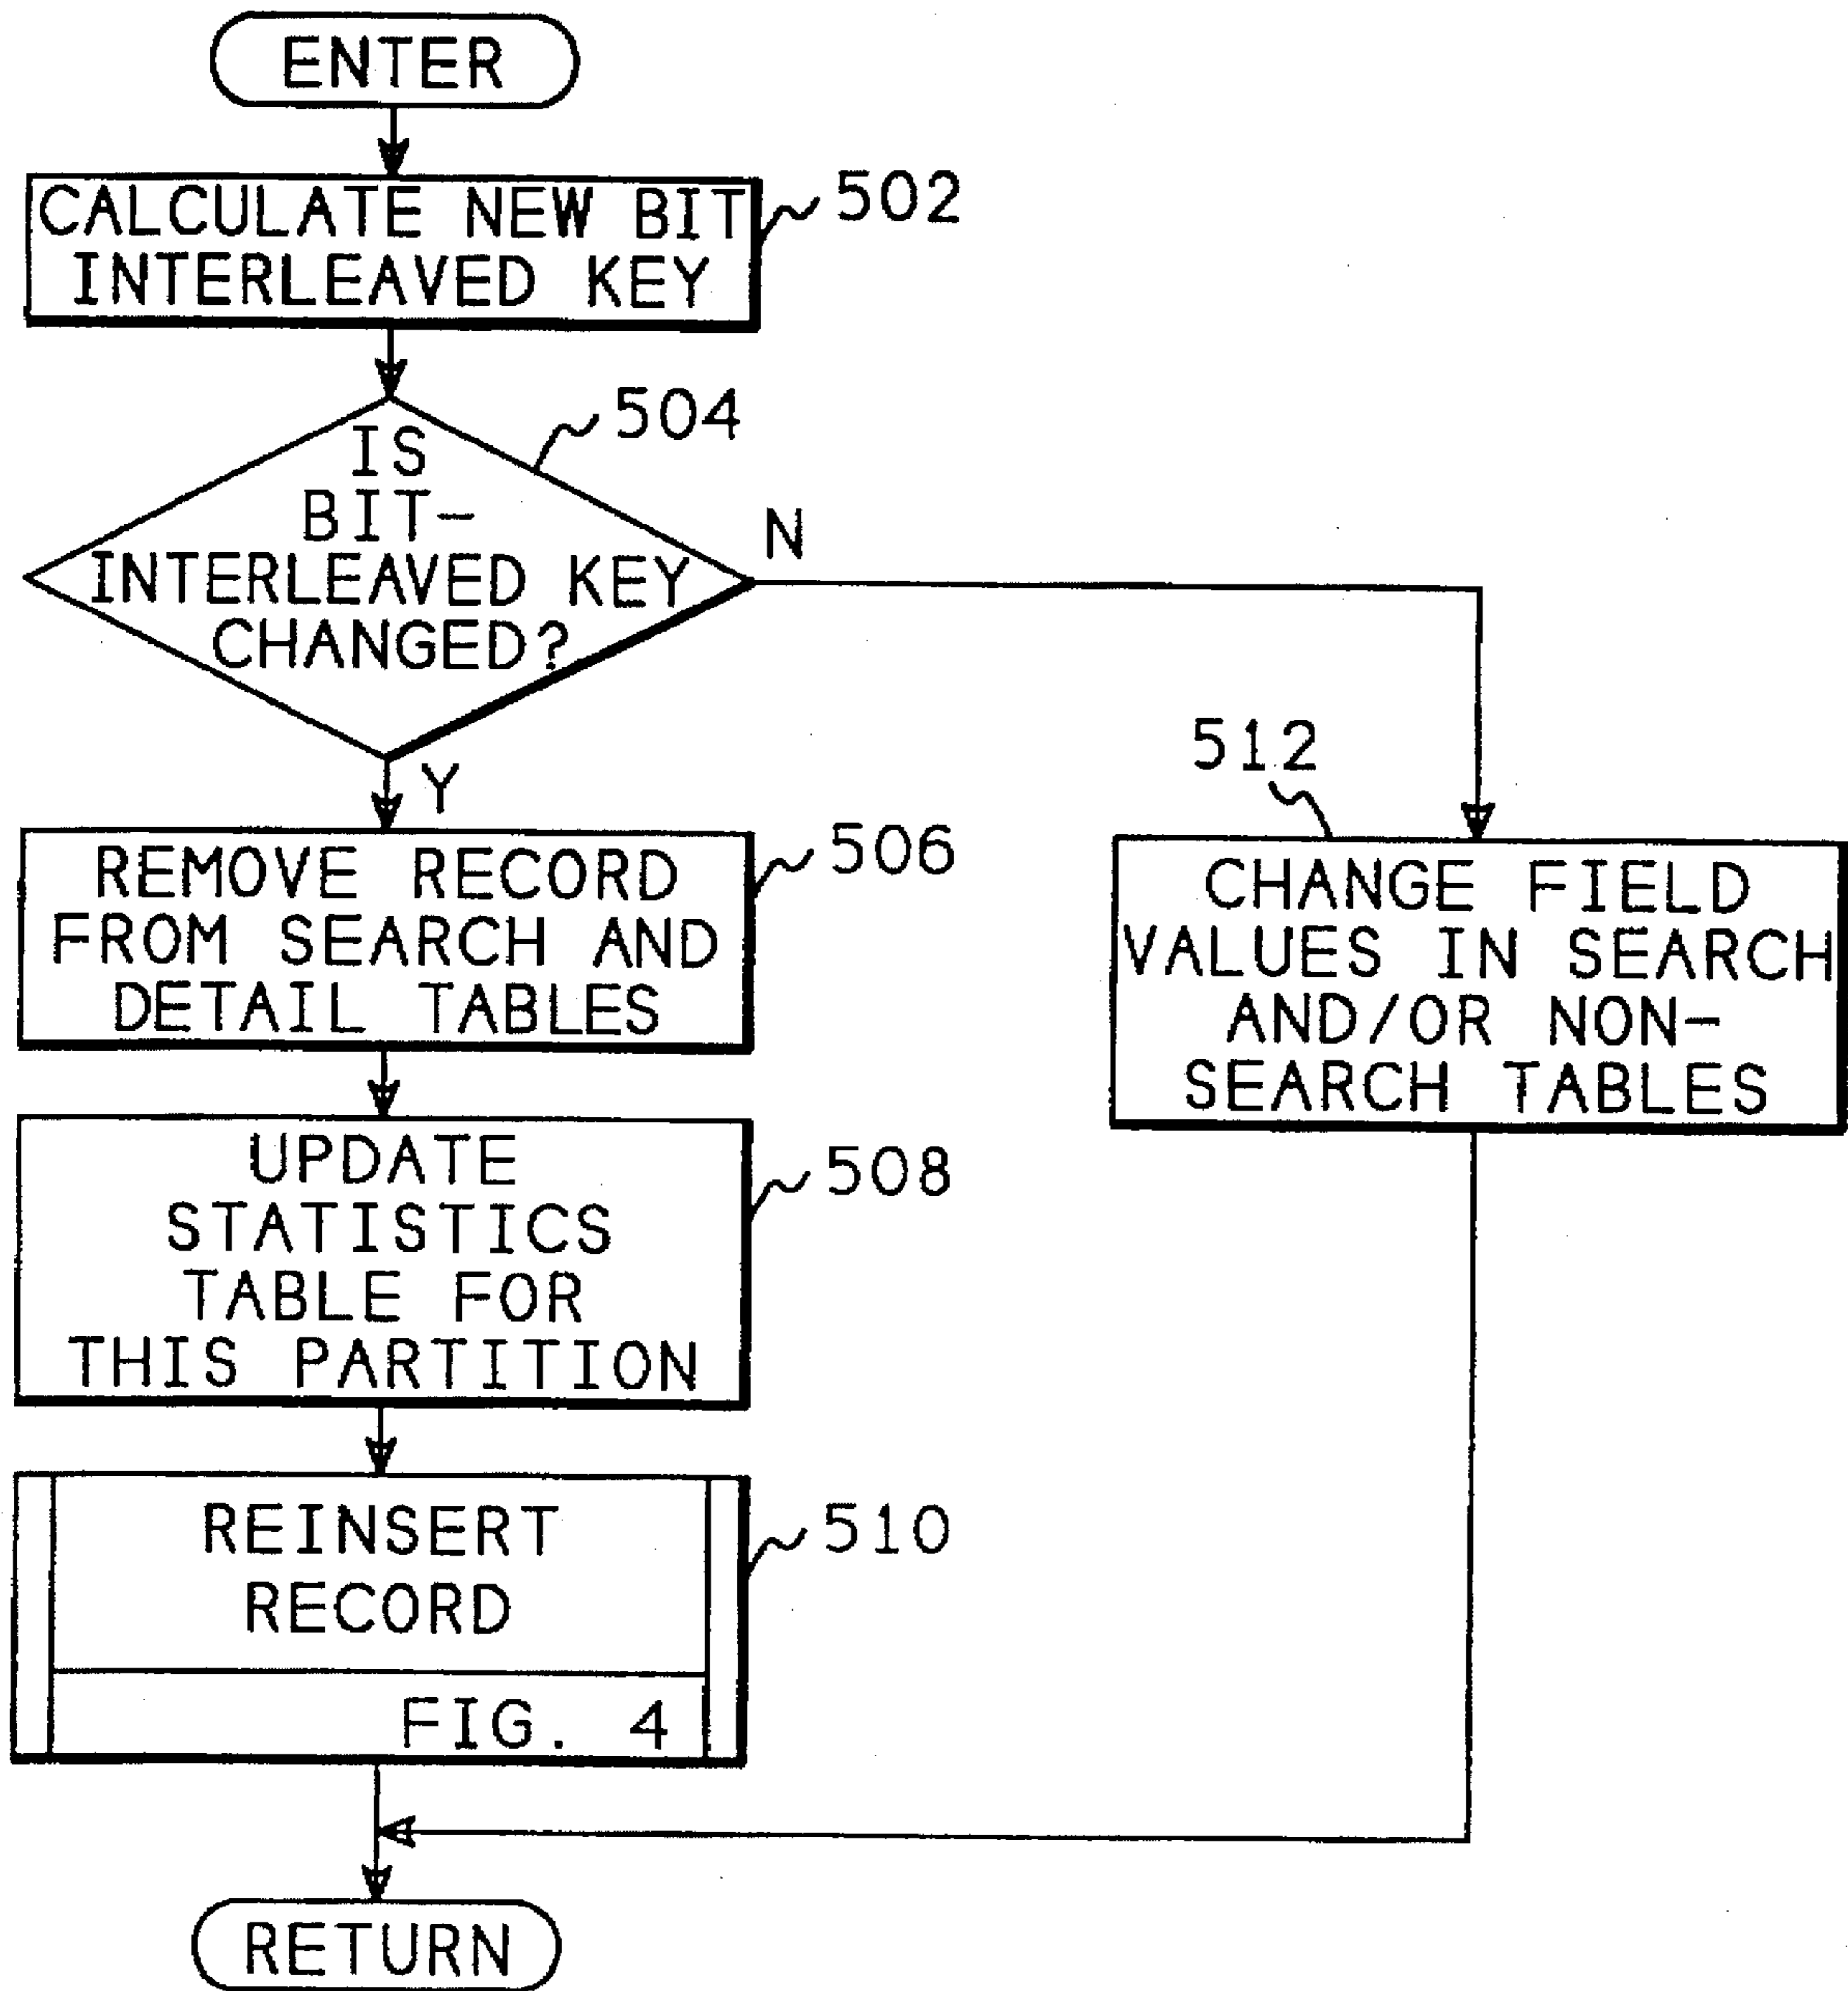 ENTER
CALCULATE NEW BIT
INTERLEAVED KEY
502
504
IS
BIT-
INTERLEAVED KEY
CHANGED?
N
Y
REMOVE RECORD
FROM SEARCH AND
DETAIL TABLES
506
512
CHANGE FIELD
VALUES IN SEARCH
AND/OR NON-
SEARCH TABLES
UPDATE
STATISTICS
TABLE FOR
THIS PARTITION
508
REINSERT
RECORD
510
FIG. 4
RETURN